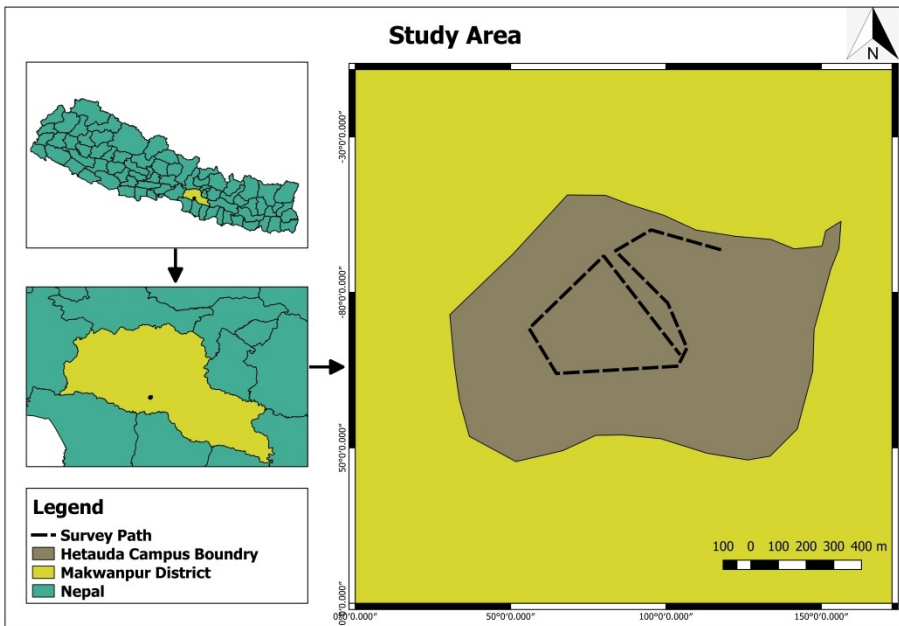 Study Area
N
Legend
Survey Path
Hetauda Campus Boundry
Makwanpur District
Nepal
-30°0'0.000"
-80°0'0.000"
50°0'0.000"
0°0'0.000"
50°0'0.000"
100°0'0.000"
150°0'0.000"
100 0 100 200 300 400 m